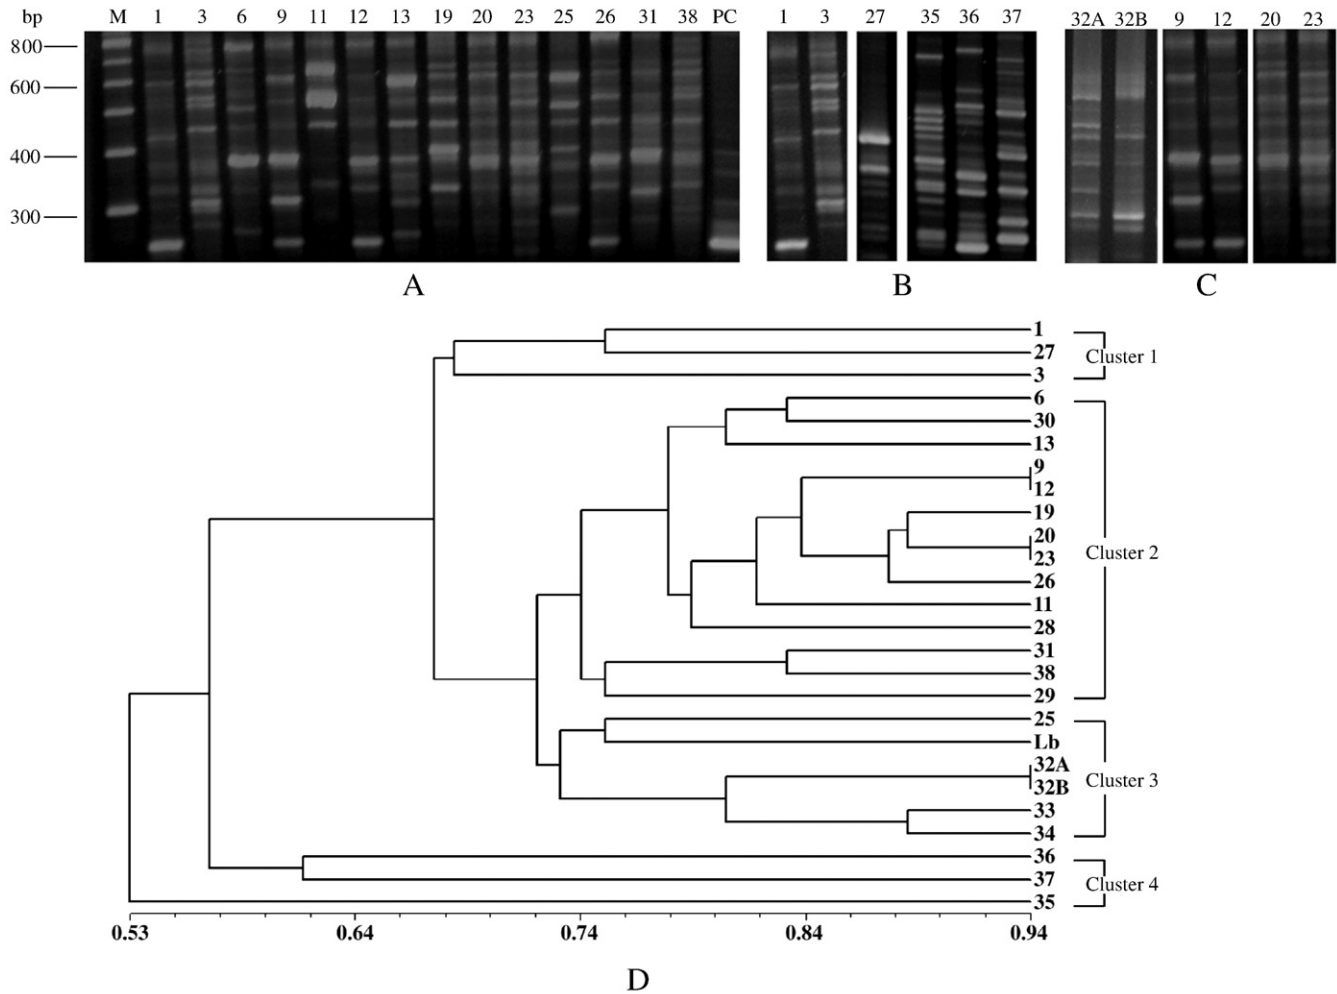 bp M 1 3 6 9 11 12 13 19 20 23 25 26 31 38 PC
800
600
400
300
A
1 3 27 35 36 37
B
32A 32B 9 12 20 23
C
1
27
3
Cluster 1
6
30
13
9
12
19
20
23
26
11
28
31
38
29
Cluster 2
25
Lb
32A
32B
33
34
Cluster 3
36
37
35
Cluster 4
0.53 0.64 0.74 0.84 0.94
D